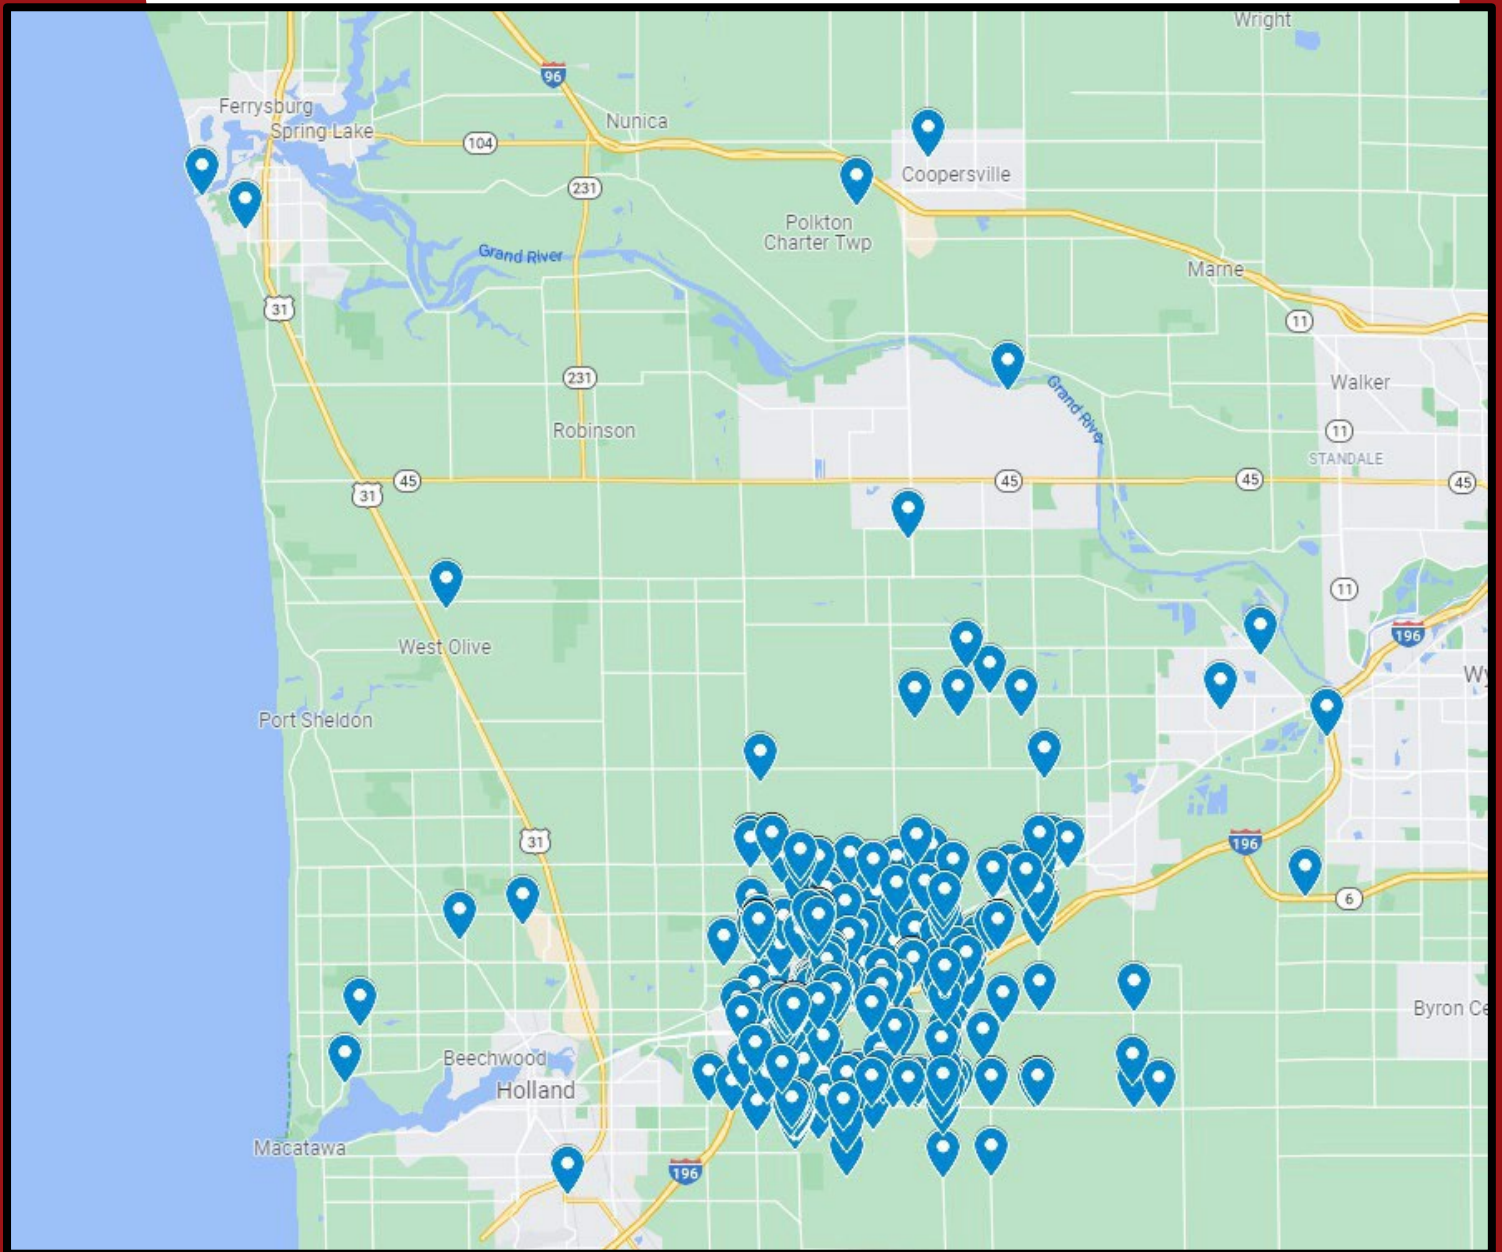 Wright
96
Ferrysburg
Nunica
Spring Lake
104
Coopersville
231
Polkton
Charter Twp
Grand River
Marne
31
11
231
Grand River
Walker
Robinson
11
STANDALE
45
45
45
45
31
11
196
West Olive
Wy
Port Sheldon
31
196
6
Byron Ce
Beechwood
Holland
Macatawa
196